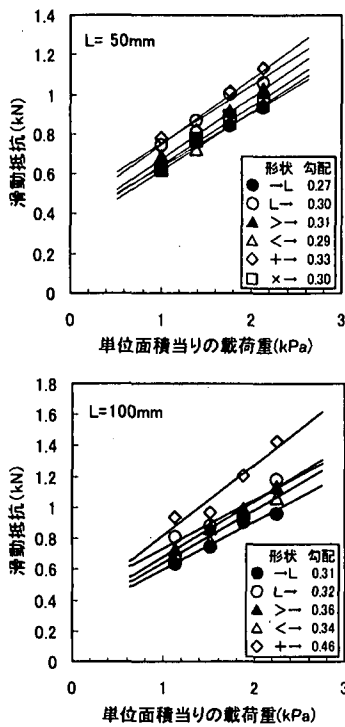 L= 50mm
滑動抵抗(kN)
1.4
1.2
1
0.8
0.6
0.4
0.2
0
形状 勾配
→L 0.27
L→ 0.30
>→ 0.31
<→ 0.29
+→ 0.33
×→ 0.30
0 1 2 3
単位面積当りの載荷重(kPa)
L=100mm
滑動抵抗(kN)
1.8
1.6
1.4
1.2
1
0.8
0.6
0.4
0.2
0
形状 勾配
→L 0.31
L→ 0.32
>→ 0.36
<→ 0.34
+→ 0.46
0 1 2 3
単位面積当りの載荷重(kPa)